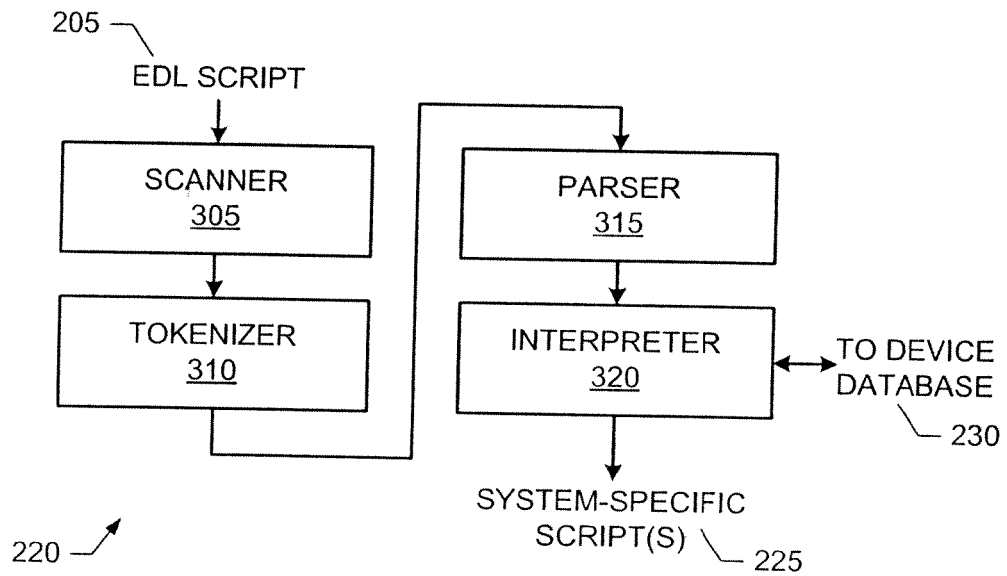 205
EDL SCRIPT
SCANNER
305
TOKENIZER
310
PARSER
315
INTERPRETER
320
TO DEVICE
DATABASE
230
SYSTEM-SPECIFIC
SCRIPT(S)
225
220